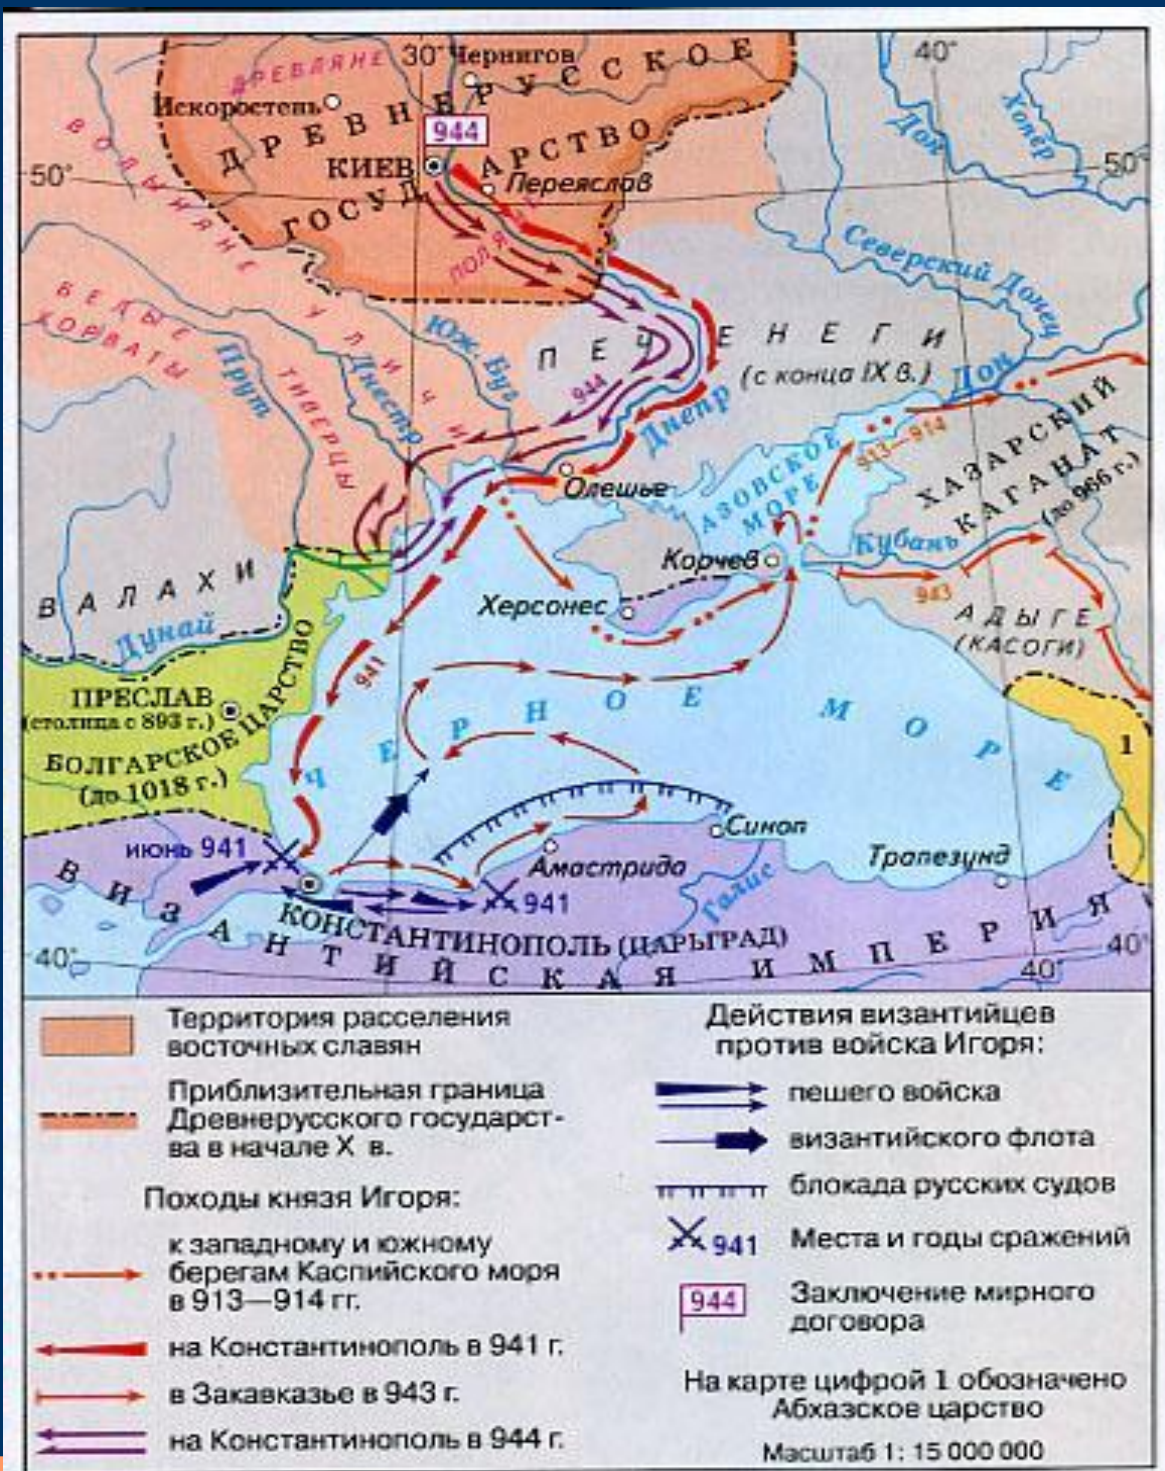 30°
Чернигов
40°
ДРЕВЛЯНЕ
Искоростень
ДРЕВНЕРУССКОЕ
ГОСУДАРСТВО
944
КИЕВ
Переяслав
ВОЛЫНЯНЕ
50°
50°
Дон
Хопёр
ПОЛЯ
Северский Донец
БЕЛЫЕ
ХОРВАТЫ
УЛИЧИ
ТИВЕРЦЫ
Прут
Днестр
Юж. Буг
ПЕЧЕНЕГИ
(с конца IX в.)
944
Днепр
Дон
913—914
ХАЗАРСКИЙ
КАГАНАТ
(до 966 г.)
АЗОВСКОЕ
МОРЕ
Олешье
Кубань
Корчев
943
ВАЛАХИ
Дунай
Херсонес
АДЫГЕ
(КАСОГИ)
941
ПРЕСЛАВ
(столица с 893 г.)
БОЛГАРСКОЕ ЦАРСТВО
(до 1018 г.)
ЧЕРНОЕ МОРЕ
1
июнь 941
Синоп
Амастрида
Трапезунд
Галис
941
КОНСТАНТИНОПОЛЬ (ЦАРЬГРАД)
ВИЗАНТИЙСКАЯ ИМПЕРИЯ
40°
40°
40°
Территория расселения
восточных славян
Приблизительная граница
Древнерусского государст-
ва в начале X в.
Походы князя Игоря:
к западному и южному
берегам Каспийского моря
в 913—914 гг.
на Константинополь в 941 г.
в Закавказье в 943 г.
на Константинополь в 944 г.
Действия византийцев
против войска Игоря:
пешего войска
византийского флота
блокада русских судов
941
Места и годы сражений
944
Заключение мирного
договора
На карте цифрой 1 обозначено
Абхазское царство
Масштаб 1: 15 000 000